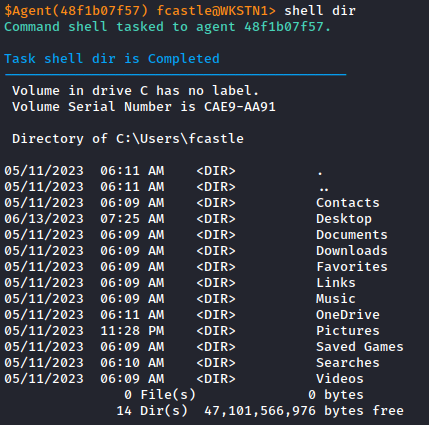 $Agent(48f1b07f57) fcastle@WKSTN1> shell dir
Command shell tasked to agent 48f1b07f57.
Task shell dir is Completed
Volume in drive C has no label.
Volume Serial Number is CAE9-AA91
Directory of C:\Users\fcastle
05/11/2023  06:11 AM    <DIR>          .
05/11/2023  06:11 AM    <DIR>          ..
05/11/2023  06:09 AM    <DIR>          Contacts
06/13/2023  07:25 AM    <DIR>          Desktop
05/11/2023  06:09 AM    <DIR>          Documents
05/11/2023  06:09 AM    <DIR>          Downloads
05/11/2023  06:09 AM    <DIR>          Favorites
05/11/2023  06:09 AM    <DIR>          Links
05/11/2023  06:09 AM    <DIR>          Music
05/11/2023  06:11 AM    <DIR>          OneDrive
05/11/2023  11:28 PM    <DIR>          Pictures
05/11/2023  06:09 AM    <DIR>          Saved Games
05/11/2023  06:10 AM    <DIR>          Searches
05/11/2023  06:09 AM    <DIR>          Videos
0 File(s)              0 bytes
14 Dir(s)  47,101,566,976 bytes free